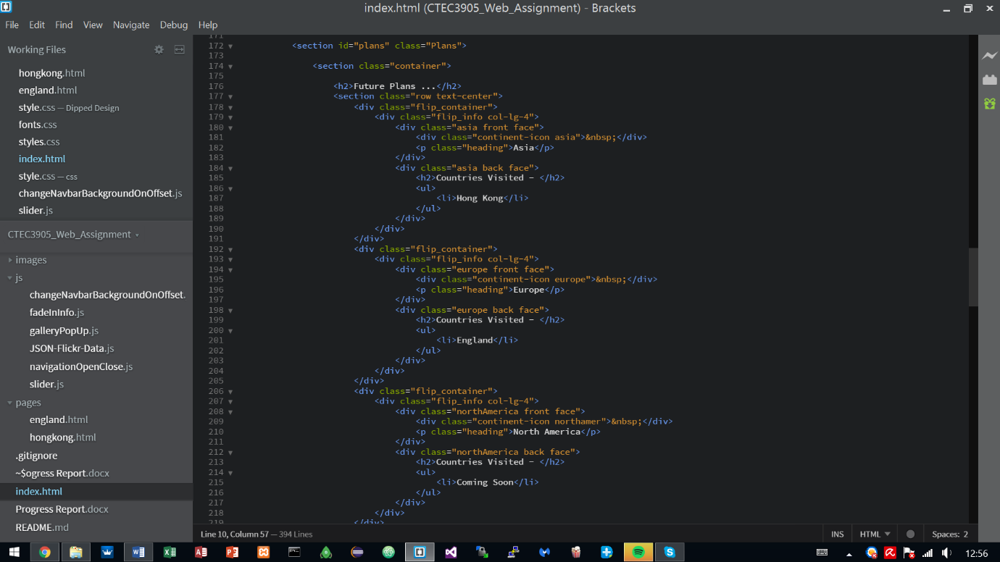 index.html (CTEC3905_Web_Assignment) - Brackets
File Edit Find View Navigate Debug Help
Working Files
hongkong.html
england.html
style.css — Dipped Design
fonts.css
styles.css
index.html
style.css — css
changeNavbarBackgroundOnOffset.js
slider.js
CTEC3905_Web_Assignment
images
js
changeNavbarBackgroundOnOffset.
fadeInInfo.js
galleryPopUp.js
JSON-Flickr-Data.js
navigationOpenClose.js
slider.js
pages
england.html
hongkong.html
.gitignore
~$ogress Report.docx
index.html
Progress Report.docx
README.md
171
172 <section id="plans" class="Plans">
173
174 <section class="container">
175
176 <h2>Future Plans ...</h2>
177 <section class="row text-center">
178 <div class="flip_container">
179 <div class="flip_info col-lg-4">
180 <div class="asia front face">
181 <div class="continent-icon asia">&nbsp;</div>
182 <p class="heading">Asia</p>
183 </div>
184 <div class="asia back face">
185 <h2>Countries Visited - </h2>
186 <ul>
187 <li>Hong Kong</li>
188 </ul>
189 </div>
190 </div>
191 </div>
192 <div class="flip_container">
193 <div class="flip_info col-lg-4">
194 <div class="europe front face">
195 <div class="continent-icon europe">&nbsp;</div>
196 <p class="heading">Europe</p>
197 </div>
198 <div class="europe back face">
199 <h2>Countries Visited - </h2>
200 <ul>
201 <li>England</li>
202 </ul>
203 </div>
204 </div>
205 </div>
206 <div class="flip_container">
207 <div class="flip_info col-lg-4">
208 <div class="northAmerica front face">
209 <div class="continent-icon northamer">&nbsp;</div>
210 <p class="heading">North America</p>
211 </div>
212 <div class="northAmerica back face">
213 <h2>Countries Visited - </h2>
214 <ul>
215 <li>Coming Soon</li>
216 </ul>
217 </div>
218 </div>
219 </div>
Line 10, Column 57 — 394 Lines
INS HTML Spaces: 2
12:56